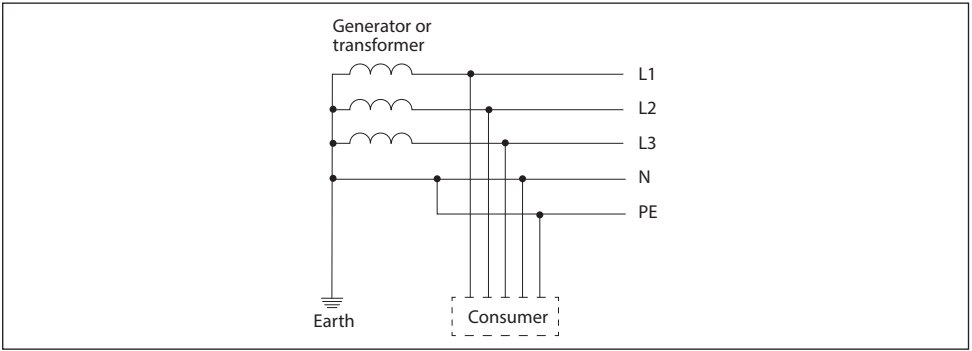 Generator or
transformer
L1
L2
L3
N
PE
Earth
Consumer